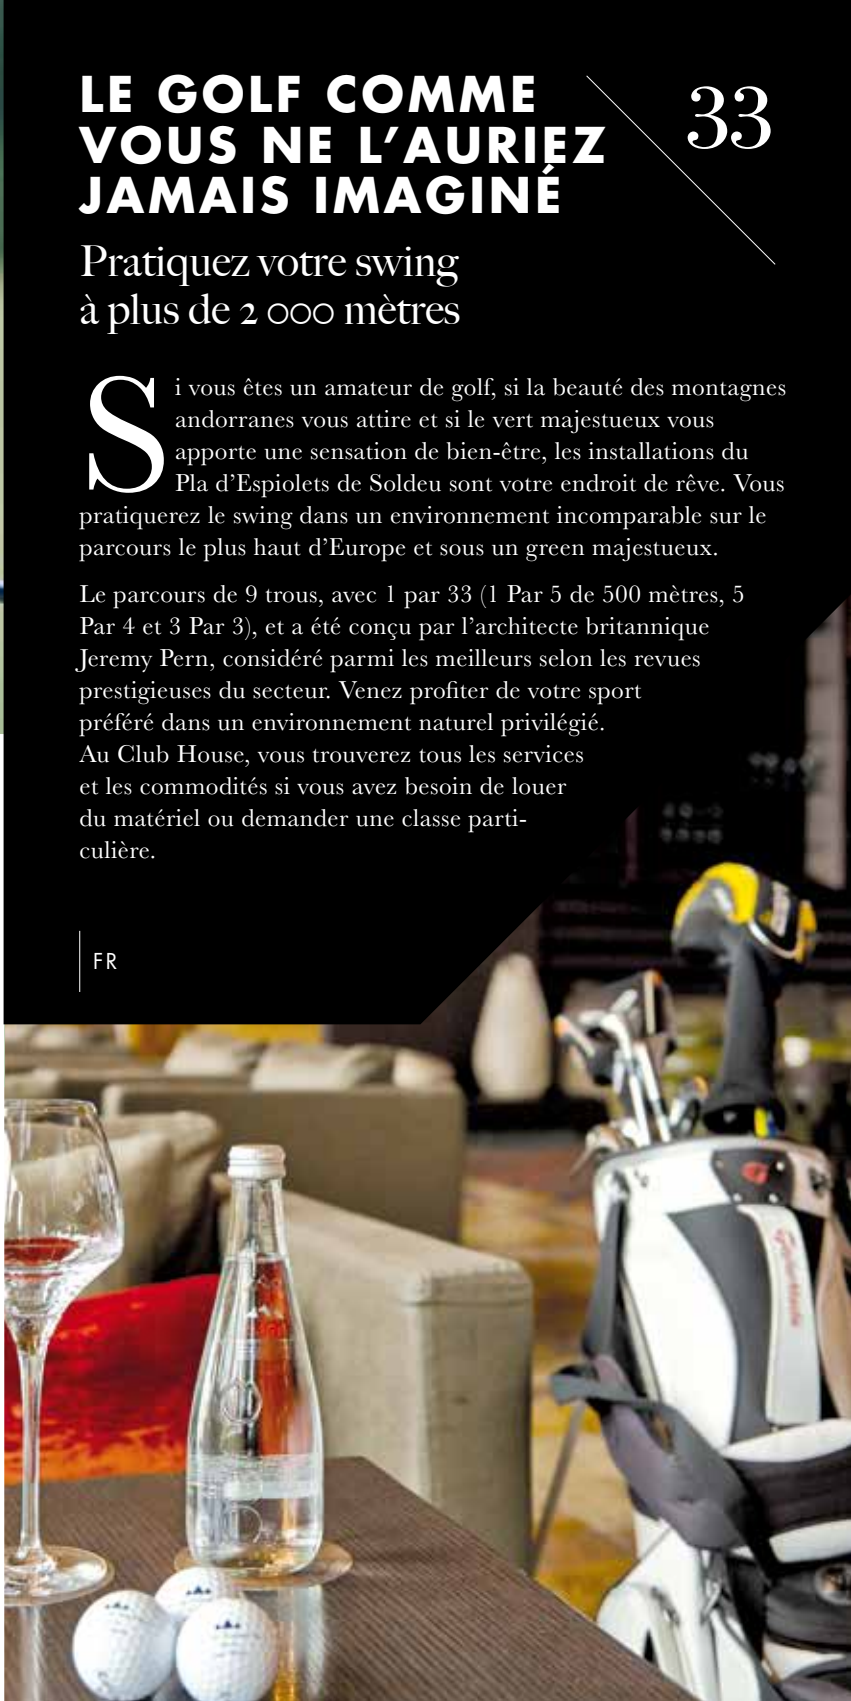 LE GOLF COMME
VOUS NE L’AURIEZ
JAMAIS IMAGINÉ
33
Pratiquez votre swing
à plus de 2 000 mètres
Si vous êtes un amateur de golf, si la beauté des montagnes
andorranes vous attire et si le vert majestueux vous
apporte une sensation de bien-être, les installations du
Pla d’Espiolets de Soldeu sont votre endroit de rêve. Vous
pratiquerez le swing dans un environnement incomparable sur le
parcours le plus haut d’Europe et sous un green majestueux.
Le parcours de 9 trous, avec 1 par 33 (1 Par 5 de 500 mètres, 5
Par 4 et 3 Par 3), et a été conçu par l’architecte britannique
Jeremy Pern, considéré parmi les meilleurs selon les revues
prestigieuses du secteur. Venez profiter de votre sport
préféré dans un environnement naturel privilégié.
Au Club House, vous trouverez tous les services
et les commodités si vous avez besoin de louer
du matériel ou demander une classe parti-
culière.
FR
TaylorMade